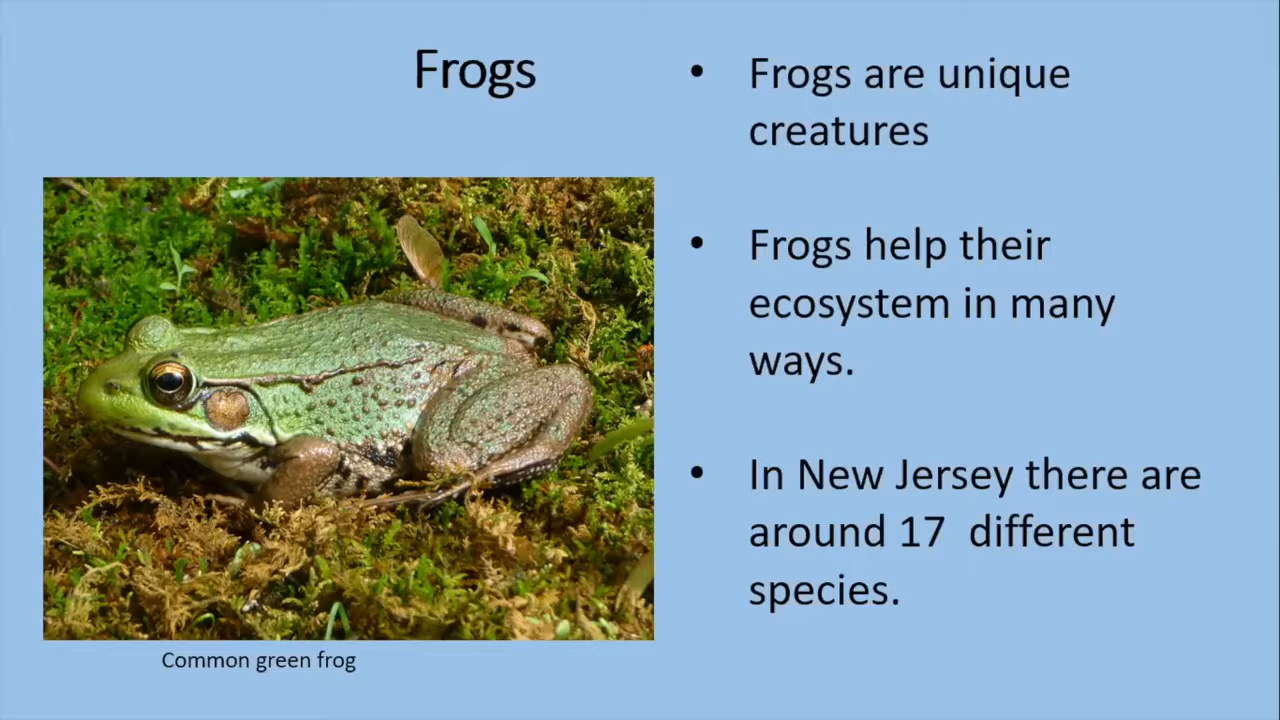 Frogs
• Frogs are unique
creatures
• Frogs help their
ecosystem in many
ways.
• In New Jersey there are
around 17  different
species.
Common green frog